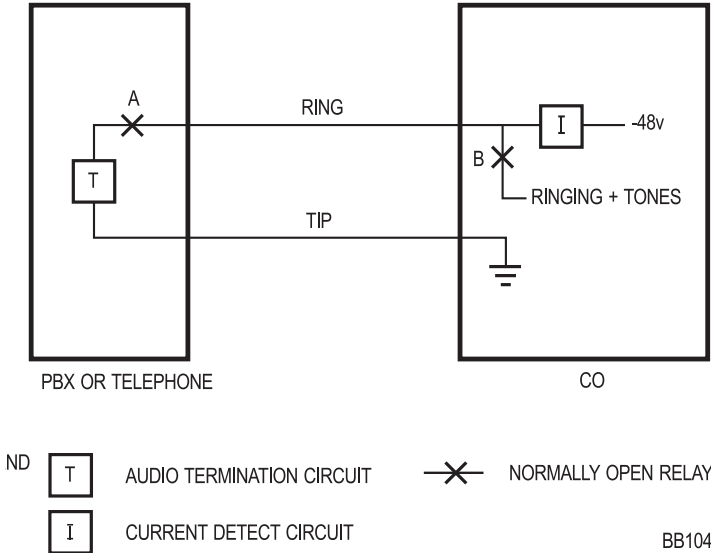 A
RING
I
-48v
B
T
RINGING + TONES
TIP
PBX OR TELEPHONE
CO
ND
T
AUDIO TERMINATION CIRCUIT
NORMALLY OPEN RELAY
I
CURRENT DETECT CIRCUIT
BB104